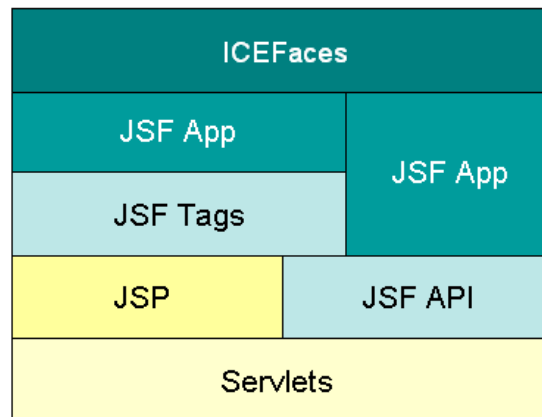 ICEFaces
JSF App
JSF App
JSF Tags
JSP
JSF API
Servlets